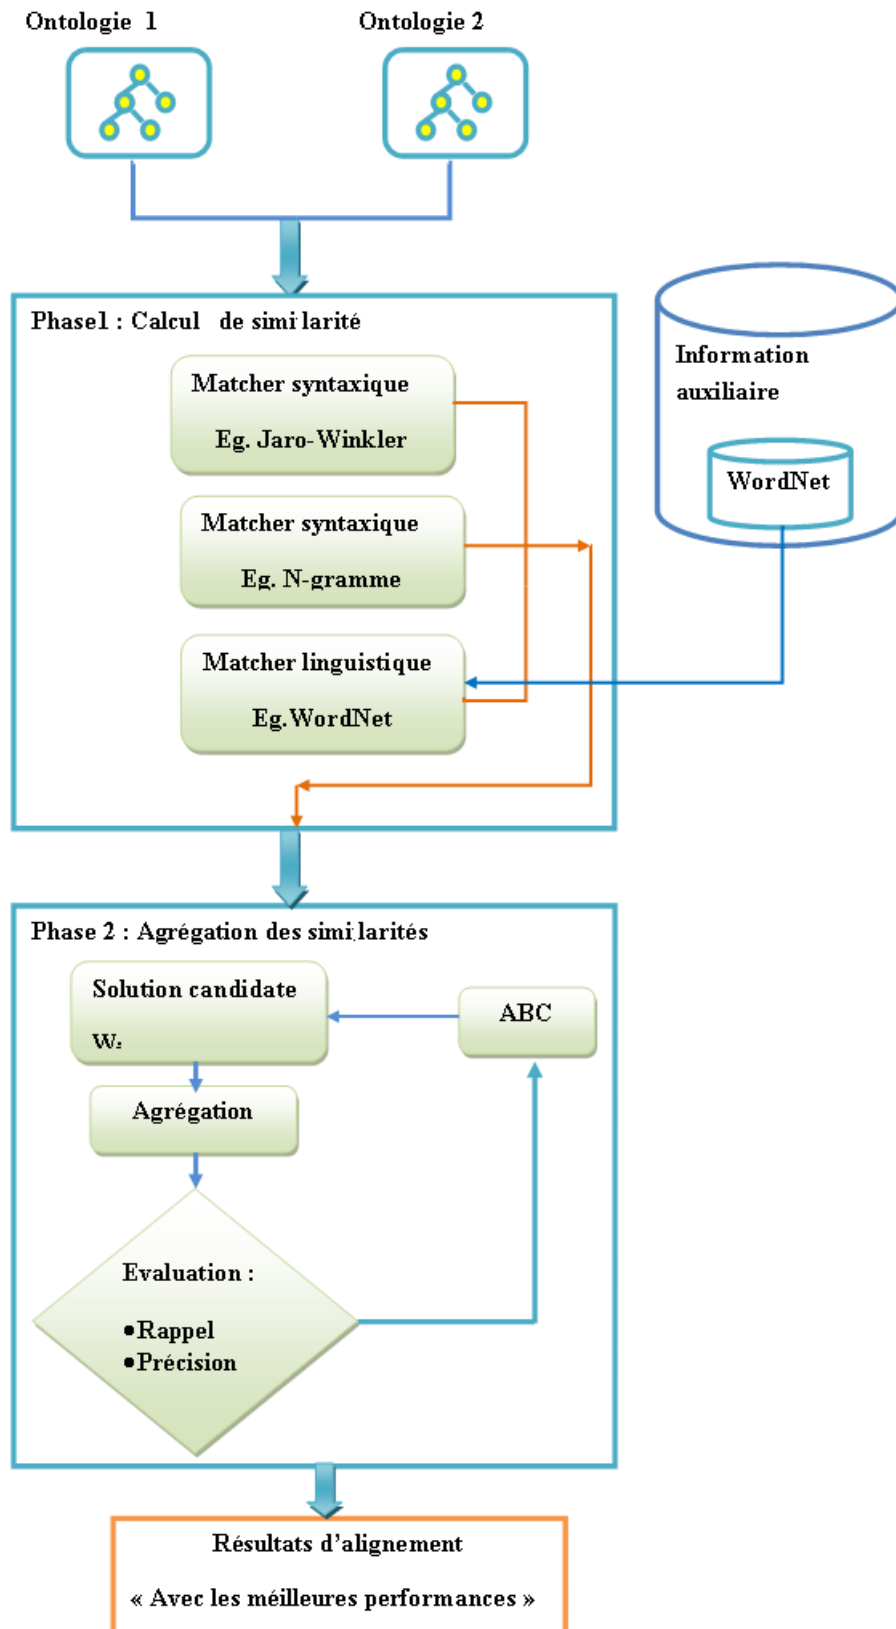 Ontologie 1
Ontologie 2
Phase1 : Calcul de similarité
Matcher syntaxique
Eg. Jaro-Winkler
Matcher syntaxique
Eg. N-gramme
Matcher linguistique
Eg.WordNet
Information
auxiliaire
WordNet
Phase 2 : Agrégation des similarités
Solution candidate
ABC
Agrégation
Evaluation :
•Rappel
•Précision
Résultats d’alignement
« Avec les méilleures performances »